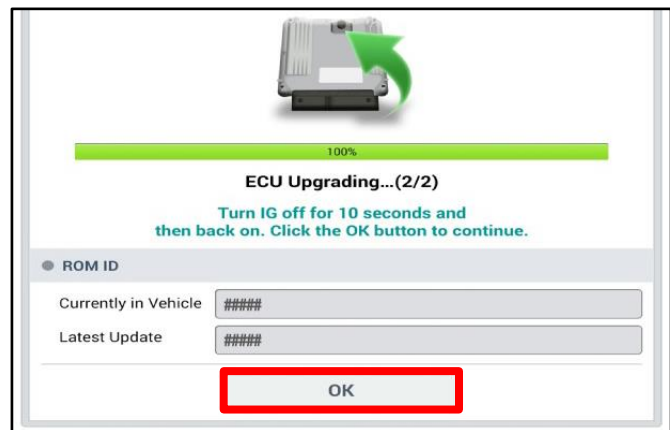 100%
ECU Upgrading...(2/2)
Turn IG off for 10 seconds and
then back on. Click the OK button to continue.
ROM ID
Currently in Vehicle #####
Latest Update #####
OK